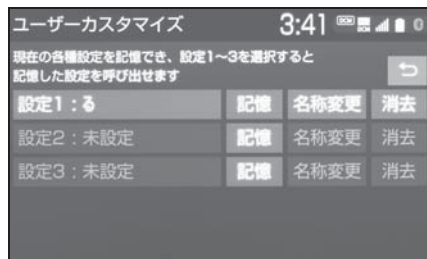 ユーザーカスタマイズ 3:41 DCM 0
現在の各種設定を記憶でき、設定1～3を選択すると
記憶した設定を呼び出せます
設定1：る 記憶 名称変更 消去
設定2：未設定 記憶 名称変更 消去
設定3：未設定 記憶 名称変更 消去